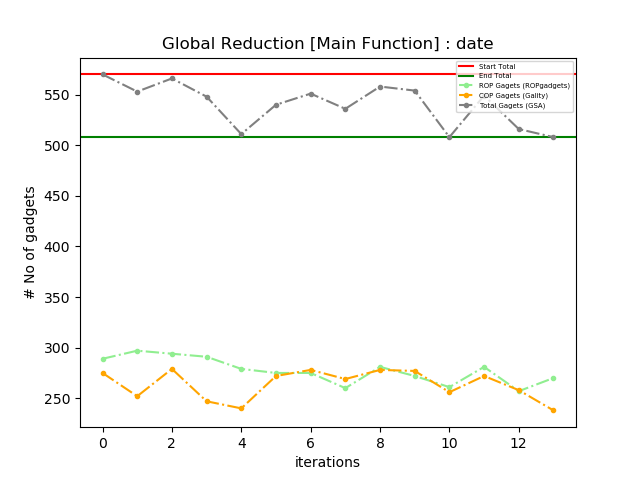 Global Reduction [Main Function] : date
Start Total
End Total
ROP Gagets (ROPgadgets)
COP Gagets (Gality)
Total Gagets (GSA)
# No of gadgets
550
500
450
400
350
300
250
0
2
4
6
8
10
12
iterations